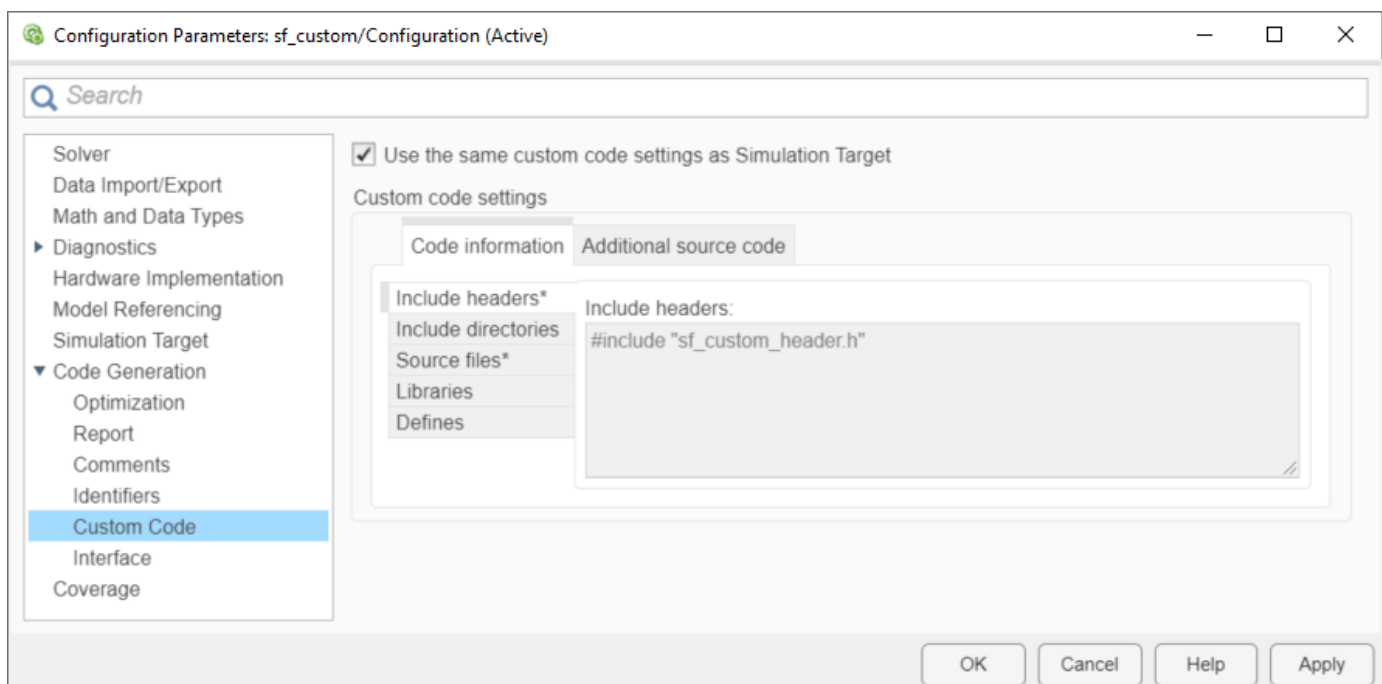 Configuration Parameters: sf_custom/Configuration (Active)
Search
Solver
Data Import/Export
Math and Data Types
Diagnostics
Hardware Implementation
Model Referencing
Simulation Target
Code Generation
Optimization
Report
Comments
Identifiers
Custom Code
Interface
Coverage
Use the same custom code settings as Simulation Target
Custom code settings
Code information Additional source code
Include headers*
Include directories
Source files*
Libraries
Defines
Include headers:
#include "sf_custom_header.h"
OK Cancel Help Apply